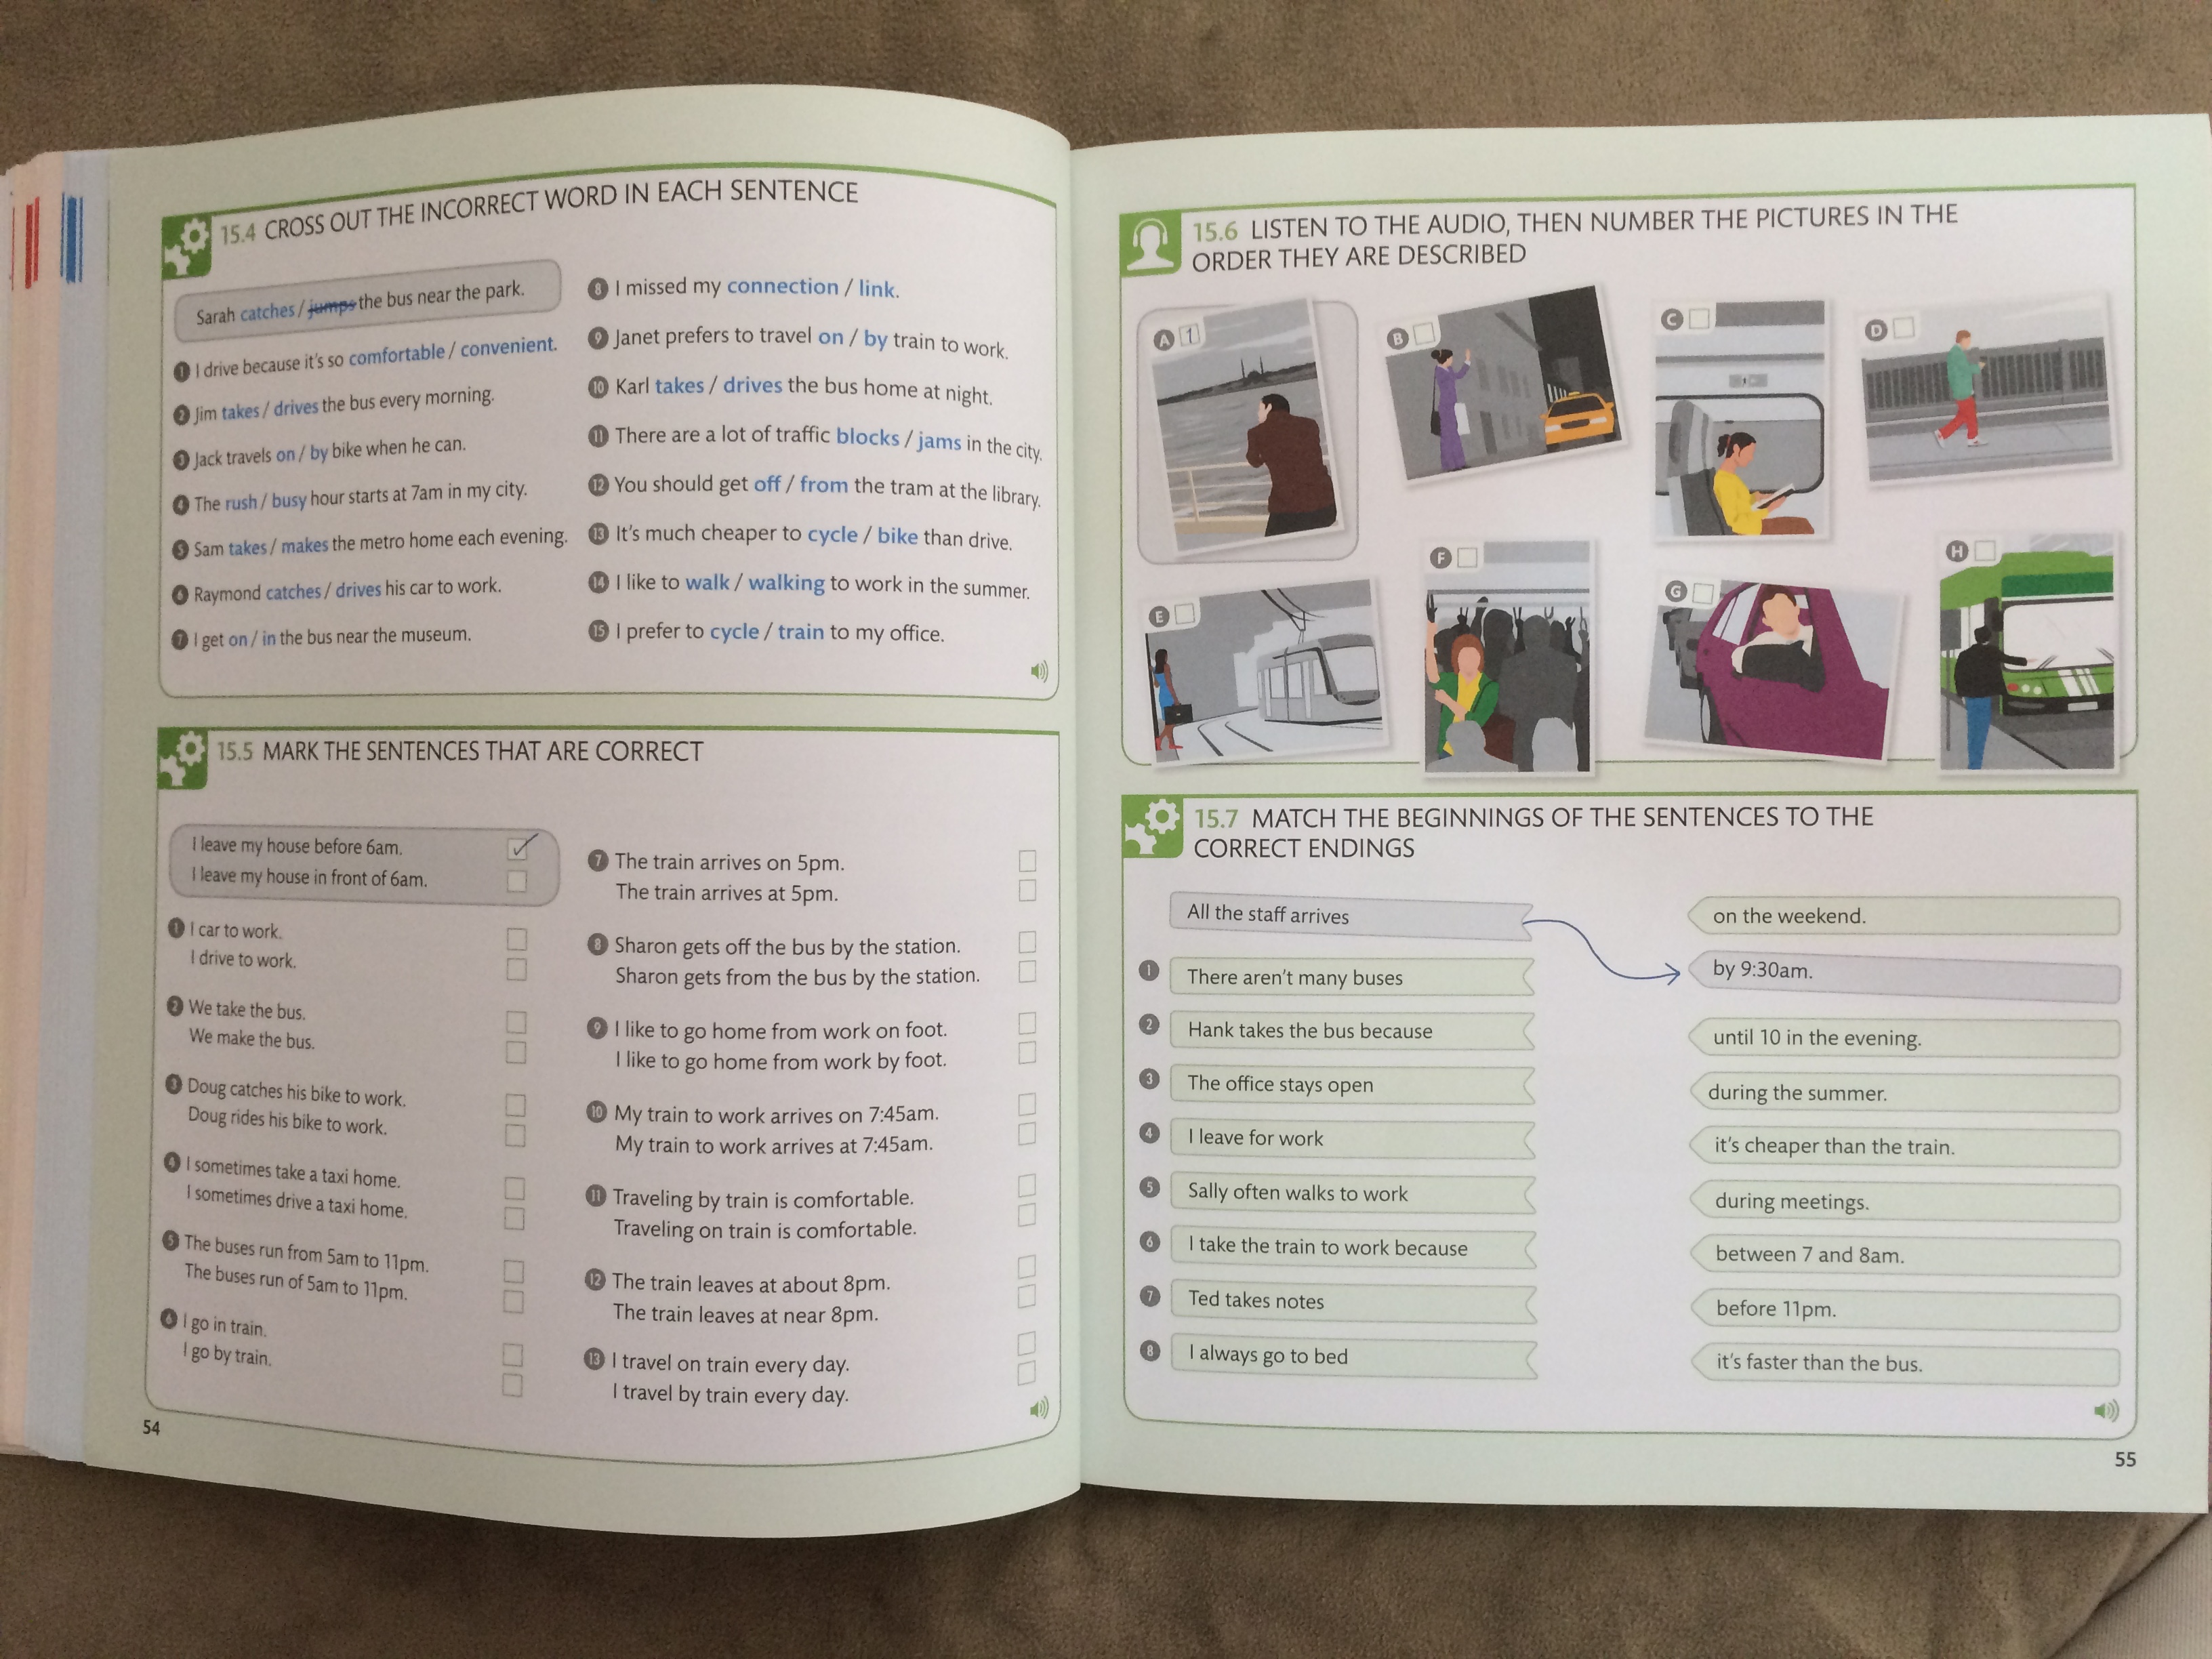 15.4 CROSS OUT THE INCORRECT WORD IN EACH SENTENCE
Sarah catches / jumps the bus near the park.
1 I drive because it's so comfortable / convenient.
2 Jim takes / drives the bus every morning.
3 Jack travels on / by bike when he can.
4 The rush / busy hour starts at 7am in my city.
5 Sam takes / makes the metro home each evening.
6 Raymond catches / drives his car to work.
7 I get on / in the bus near the museum.
8 I missed my connection / link.
9 Janet prefers to travel on / by train to work.
10 Karl takes / drives the bus home at night.
11 There are a lot of traffic blocks / jams in the city.
12 You should get off / from the tram at the library.
13 It's much cheaper to cycle / bike than drive.
14 I like to walk / walking to work in the summer.
15 I prefer to cycle / train to my office.
15.5 MARK THE SENTENCES THAT ARE CORRECT
I leave my house before 6am.
I leave my house in front of 6am.
1 I car to work.
I drive to work.
2 We take the bus.
We make the bus.
3 Doug catches his bike to work.
Doug rides his bike to work.
4 I sometimes take a taxi home.
I sometimes drive a taxi home.
5 The buses run from 5am to 11pm.
The buses run of 5am to 11pm.
6 I go in train.
I go by train.
7 The train arrives on 5pm.
The train arrives at 5pm.
8 Sharon gets off the bus by the station.
Sharon gets from the bus by the station.
9 I like to go home from work on foot.
I like to go home from work by foot.
10 My train to work arrives on 7:45am.
My train to work arrives at 7:45am.
11 Traveling by train is comfortable.
Traveling on train is comfortable.
12 The train leaves at about 8pm.
The train leaves at near 8pm.
13 I travel on train every day.
I travel by train every day.
54
15.6 LISTEN TO THE AUDIO, THEN NUMBER THE PICTURES IN THE
ORDER THEY ARE DESCRIBED
A 1
B
C
D
E
F
G
H
15.7 MATCH THE BEGINNINGS OF THE SENTENCES TO THE
CORRECT ENDINGS
All the staff arrives
on the weekend.
1 There aren't many buses
by 9:30am.
2 Hank takes the bus because
until 10 in the evening.
3 The office stays open
during the summer.
4 I leave for work
it's cheaper than the train.
5 Sally often walks to work
during meetings.
6 I take the train to work because
between 7 and 8am.
7 Ted takes notes
before 11pm.
8 I always go to bed
it's faster than the bus.
55